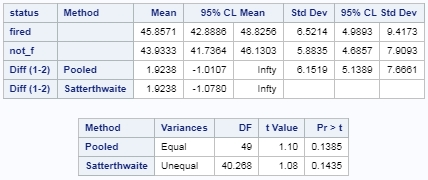 status Method Mean 95% CL Mean Std Dev 95% CL Std Dev
fired 45.8571 42.8886 48.8256 6.5214 4.9893 9.4173
not_f 43.9333 41.7364 46.1303 5.8835 4.6857 7.9093
Diff (1-2) Pooled 1.9238 -1.0107 Infty 6.1519 5.1389 7.6661
Diff (1-2) Satterthwaite 1.9238 -1.0780 Infty
Method Variances DF t Value Pr > t
Pooled Equal 49 1.10 0.1385
Satterthwaite Unequal 40.268 1.08 0.1435